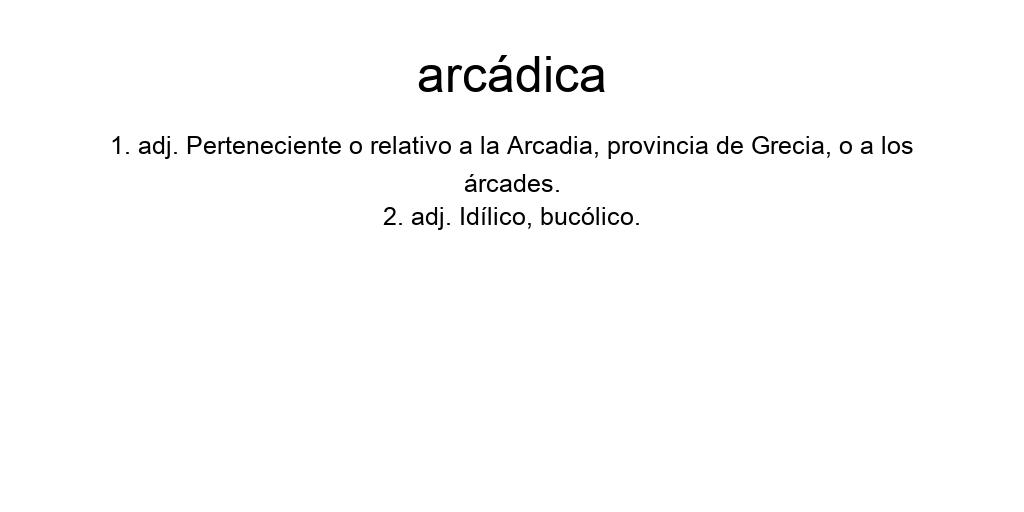 arcádica
1. adj. Perteneciente o relativo a la Arcadia, provincia de Grecia, o a los
árcades.
2. adj. Idílico, bucólico.